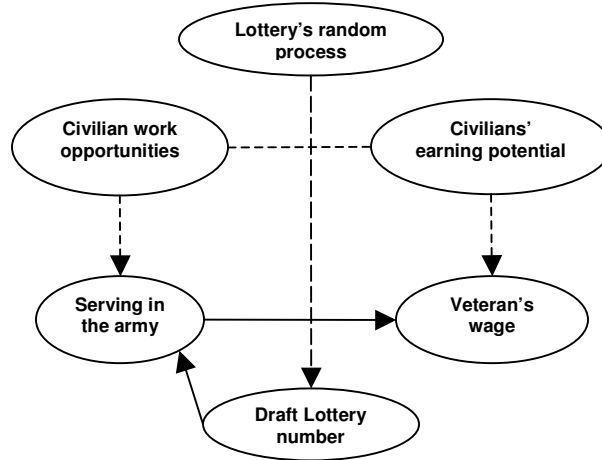 Lottery's random
process
Civilian work
opportunities
Civilians'
earning potential
Serving in
the army
Veteran's
wage
Draft Lottery
number